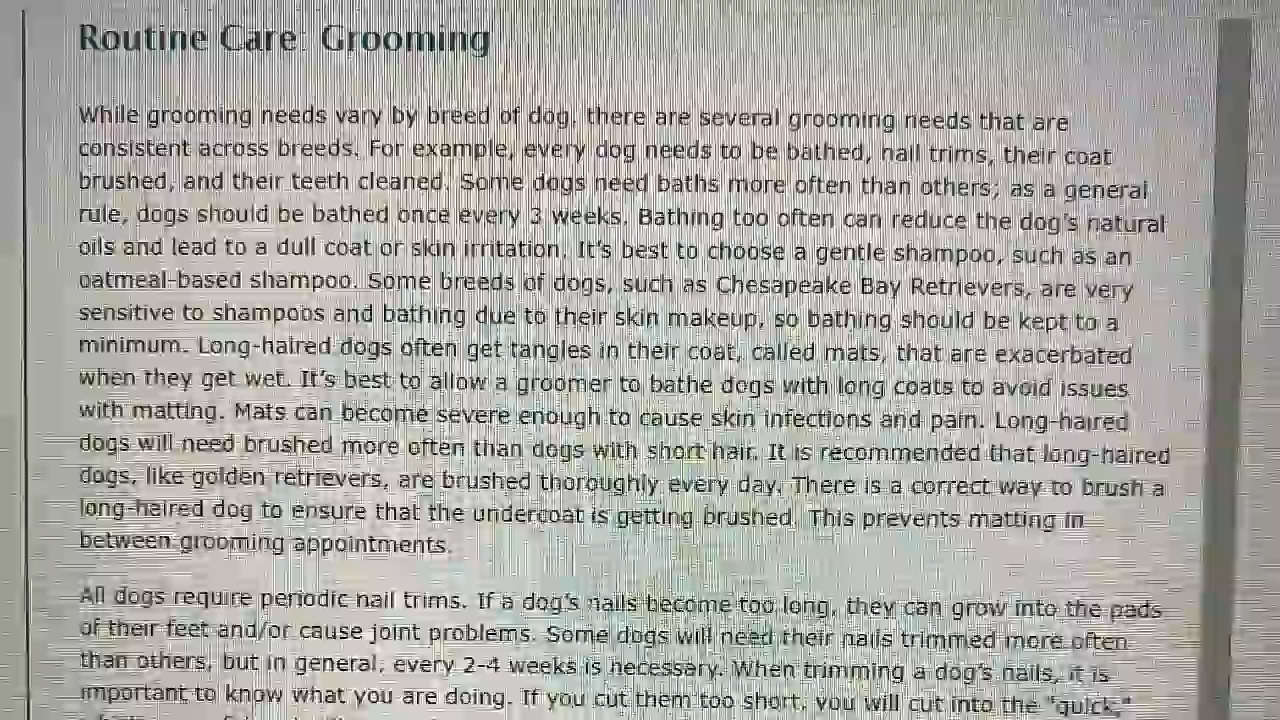 Routine Care: Grooming
While grooming needs vary by breed of dog, there are several grooming needs that are
consistent across breeds. For example, every dog needs to be bathed, nail trims, their coat
brushed, and their teeth cleaned. Some dogs need baths more often than others; as a general
rule, dogs should be bathed once every 3 weeks. Bathing too often can reduce the dog's natural
oils and lead to a dull coat or skin irritation. It's best to choose a gentle shampoo, such as an
oatmeal-based shampoo. Some breeds of dogs, such as Chesapeake Bay Retrievers, are very
sensitive to shampoos and bathing due to their skin makeup, so bathing should be kept to a
minimum. Long-haired dogs often get tangles in their coat, called mats, that are exacerbated
when they get wet. It's best to allow a groomer to bathe dogs with long coats to avoid issues
with matting. Mats can become severe enough to cause skin infections and pain. Long-haired
dogs will need brushed more often than dogs with short hair. It is recommended that long-haired
dogs, like golden retrievers, are brushed thoroughly every day. There is a correct way to brush a
long-haired dog to ensure that the undercoat is getting brushed. This prevents matting in
between grooming appointments.
All dogs require periodic nail trims. If a dog's nails become too long, they can grow into the pads
of their feet and/or cause joint problems. Some dogs will need their nails trimmed more often
than others, but in general, every 2-4 weeks is necessary. When trimming a dog's nails, it is
important to know what you are doing. If you cut them too short, you will cut into the "quick,"